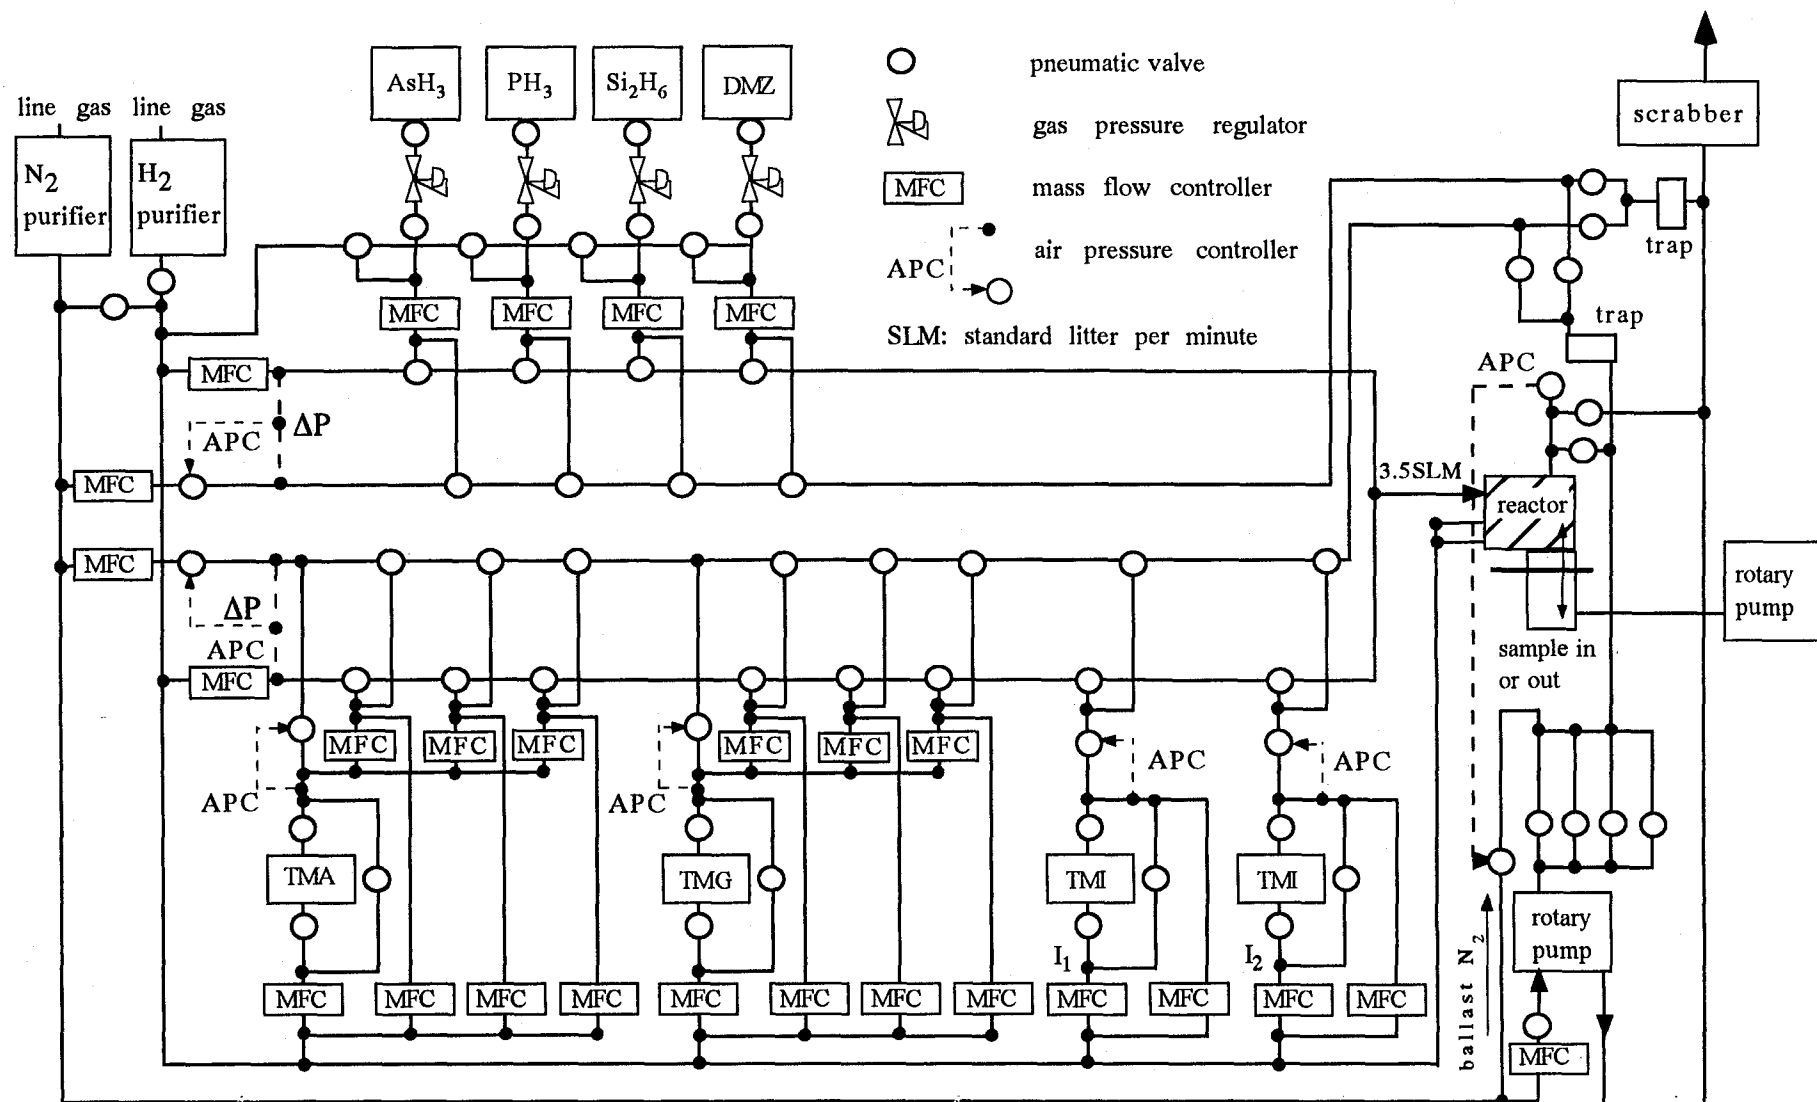 line gas line gas
N2 purifier
H2 purifier
AsH3
PH3
Si2H6
DMZ
pneumatic valve
gas pressure regulator
MFC mass flow controller
APC air pressure controller
SLM: standard litter per minute
scrabber
trap
trap
MFC MFC MFC MFC
MFC
APC ΔP
MFC
APC
3.5SLM
reactor
MFC
ΔP
APC
MFC
rotary
pump
sample in
or out
MFC MFC MFC MFC MFC MFC
APC APC APC APC
TMA TMG TMI TMI
I1 I2
MFC MFC MFC MFC MFC MFC MFC MFC MFC MFC MFC MFC
ballast N2
rotary
pump
MFC